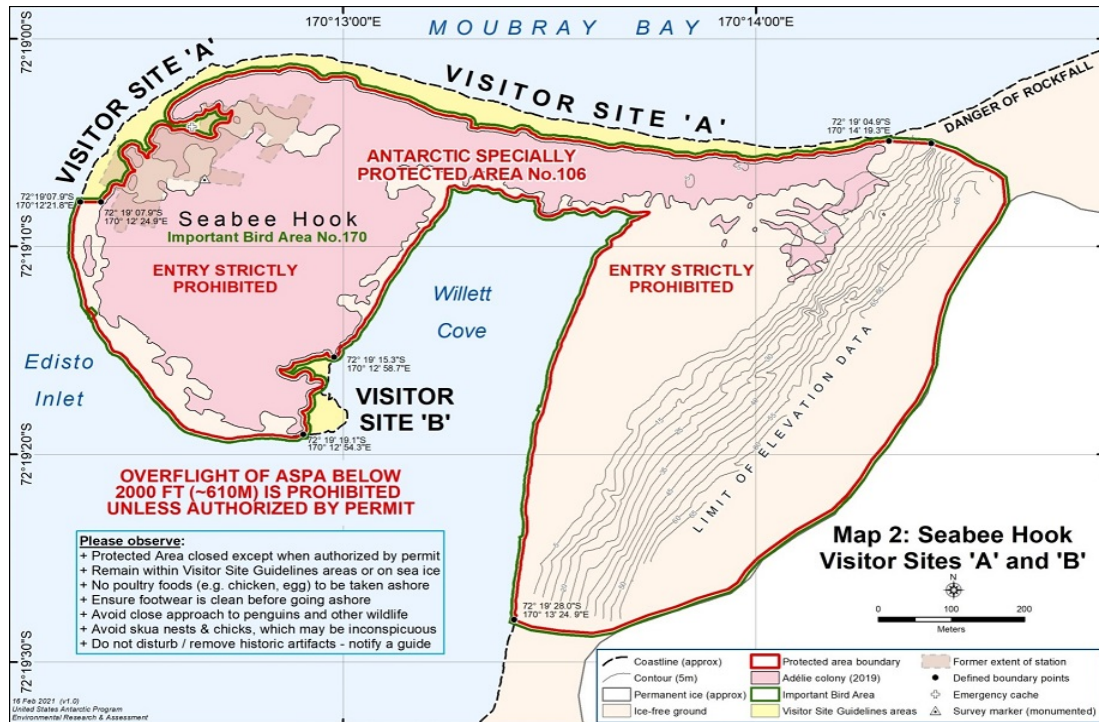 170°13'00"E
170°14'00"E
MOUBRAY BAY
72°19'00"S
VISITOR SITE 'A'
VISITOR SITE 'A'
DANGER OF ROCKFALL
72° 19' 04.9"S
170° 14' 19.3"E
ANTARCTIC SPECIALLY
PROTECTED AREA No.106
72°19'07.9"S
170°12'21.8"E
72° 19' 07.9"S
170° 12' 24.9"E
Seabee Hook
Important Bird Area No.170
72°19'10"S
ENTRY STRICTLY
PROHIBITED
ENTRY STRICTLY
PROHIBITED
Willett
Cove
Edisto
Inlet
72° 19' 15.3"S
170° 12' 58.7"E
VISITOR
SITE 'B'
72° 19' 19.1"S
170° 12' 54.3"E
72°19'20"S
LIMIT OF ELEVATION DATA
OVERFLIGHT OF ASPA BELOW
2000 FT (~610M) IS PROHIBITED
UNLESS AUTHORIZED BY PERMIT
Please observe:
+ Protected Area closed except when authorized by permit
+ Remain within Visitor Site Guidelines areas or on sea ice
+ No poultry foods (e.g. chicken, egg) to be taken ashore
+ Ensure footwear is clean before going ashore
+ Avoid close approach to penguins and other wildlife
+ Avoid skua nests & chicks, which may be inconspicuous
+ Do not disturb / remove historic artifacts - notify a guide
72° 19' 28.0"S
170° 13' 24.9"E
72°19'30"S
Map 2: Seabee Hook
Visitor Sites 'A' and 'B'
N
0 100 200
Meters
Coastline (approx)
Contour (5m)
Permanent ice (approx)
Ice-free ground
Protected area boundary
Adélie colony (2019)
Important Bird Area
Visitor Site Guidelines areas
Former extent of station
Defined boundary points
Emergency cache
Survey marker (monumented)
16 Feb 2021 (v1.0)
United States Antarctic Program
Environmental Research & Assessment